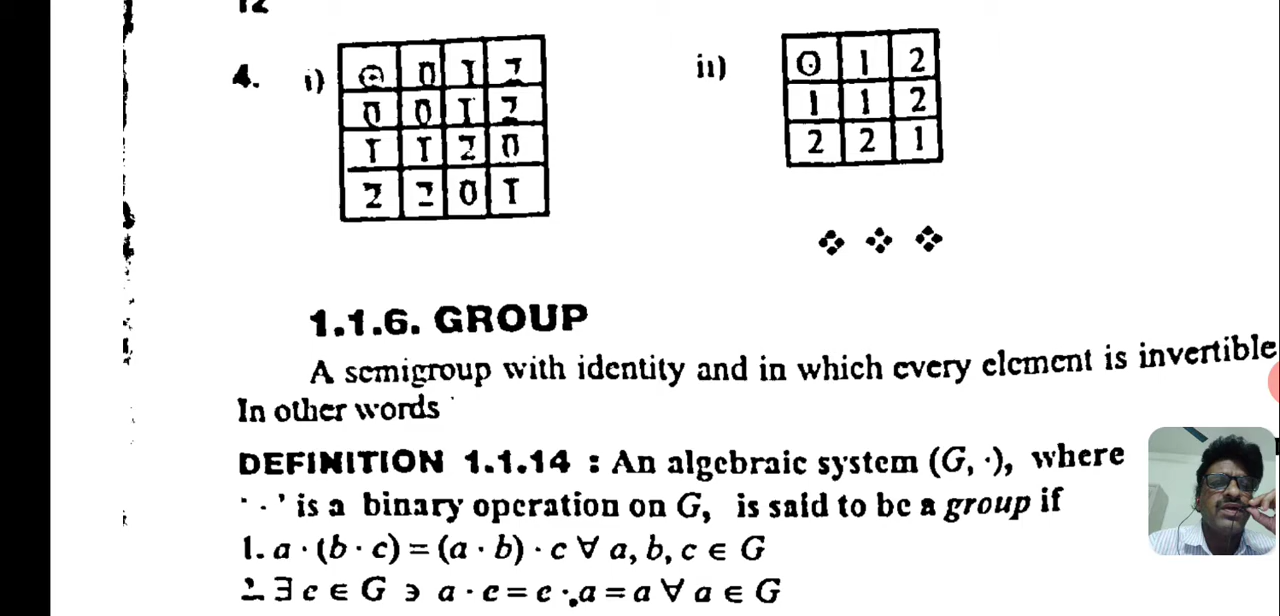 12
4. i)
⊕ 0 1 2
0 0 1 2
1 1 2 0
2 2 0 1
ii)
⊙ 1 2
1 1 2
2 2 1
1.1.6. GROUP
A semigroup with identity and in which every element is invertible
In other words
DEFINITION 1.1.14 : An algebraic system (G, ·), where
' · ' is a binary operation on G, is said to be a group if
1. a · (b · c) = (a · b) · c ∀ a, b, c ∈ G
2. ∃ e ∈ G ∋ a · e = e · a = a ∀ a ∈ G